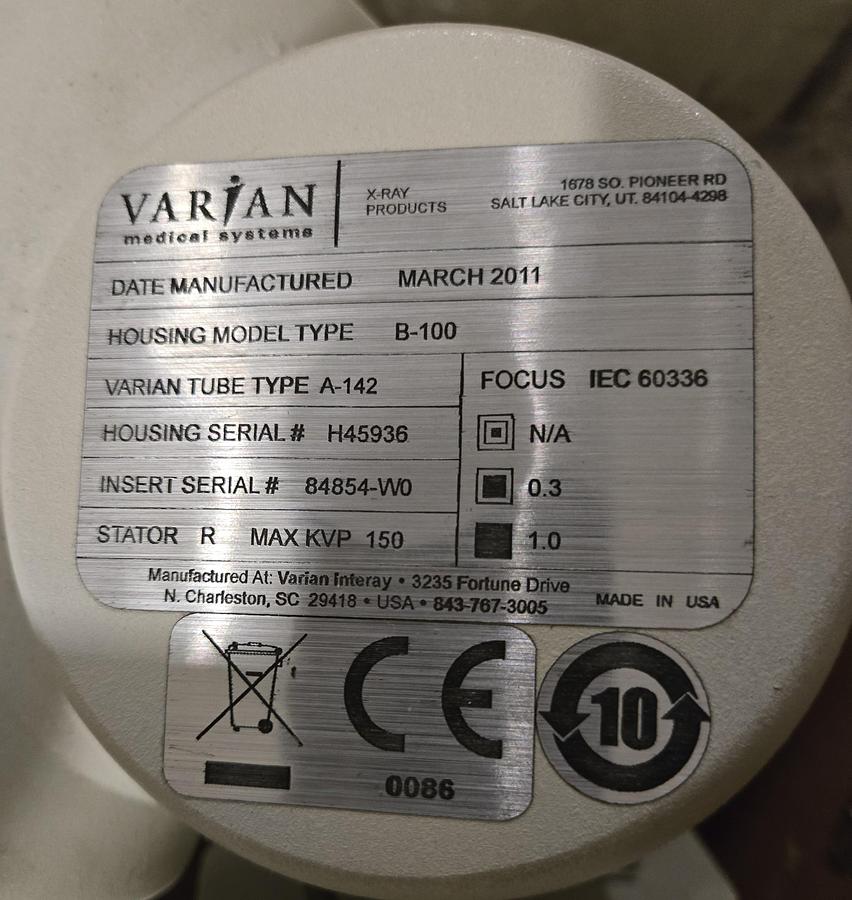 VARIAN
medical systems
X-RAY
PRODUCTS
1678 SO. PIONEER RD
SALT LAKE CITY, UT. 84104-4298
DATE MANUFACTURED MARCH 2011
HOUSING MODEL TYPE B-100
VARIAN TUBE TYPE A-142
HOUSING SERIAL # H45936
INSERT SERIAL # 84854-W0
STATOR R MAX KVP 150
FOCUS IEC 60336
N/A
0.3
1.0
Manufactured At: Varian Interay • 3235 Fortune Drive
N. Charleston, SC 29418 • USA • 843-767-3005
MADE IN USA
CE
0086
10